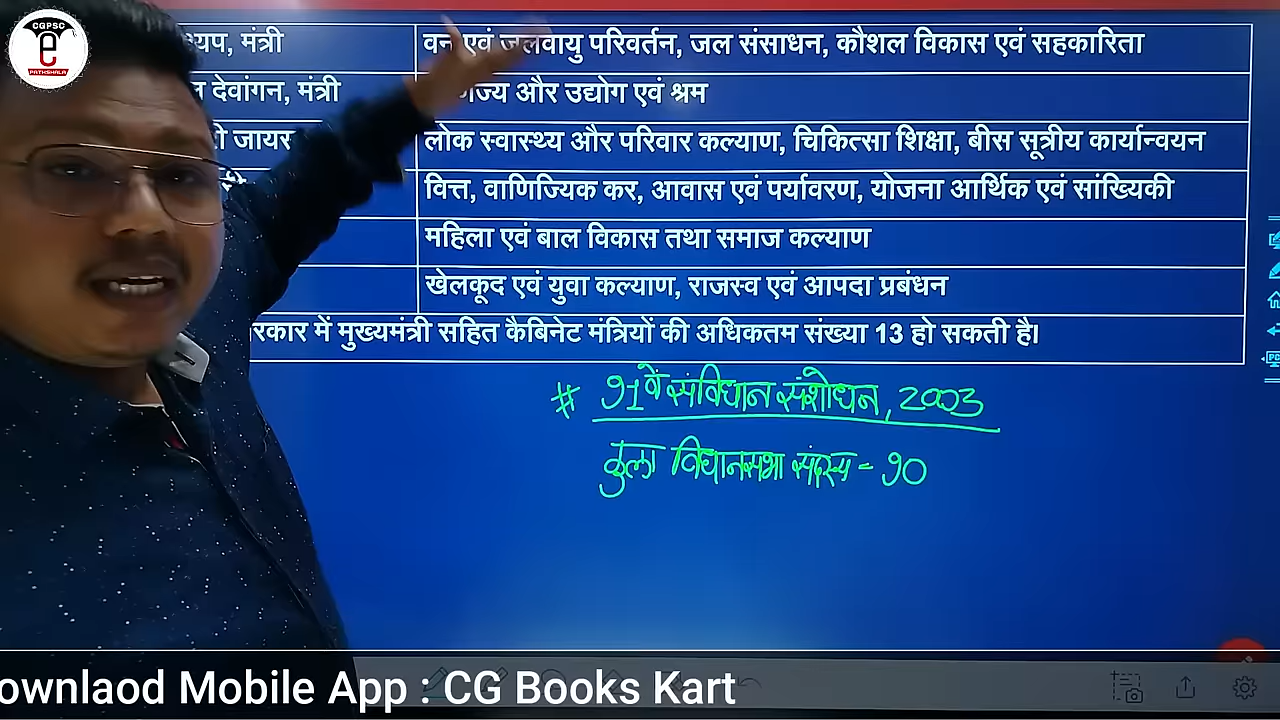 CGPSC
e
PATHSHALA
श्यप, मंत्री
वन एवं जलवायु परिवर्तन, जल संसाधन, कौशल विकास एवं सहकारिता
न देवांगन, मंत्री
ज्य और उद्योग एवं श्रम
जायस
लोक स्वास्थ्य और परिवार कल्याण, चिकित्सा शिक्षा, बीस सूत्रीय कार्यान्वयन
वित्त, वाणिज्यिक कर, आवास एवं पर्यावरण, योजना आर्थिक एवं सांख्यिकी
महिला एवं बाल विकास तथा समाज कल्याण
खेलकूद एवं युवा कल्याण, राजस्व एवं आपदा प्रबंधन
रकार में मुख्यमंत्री सहित कैबिनेट मंत्रियों की अधिकतम संख्या 13 हो सकती है।
# 91वे संविधान संशोधन, 2003
कुल विधानसभा सदस्य = 90
ownlaod Mobile App : CG Books Kart